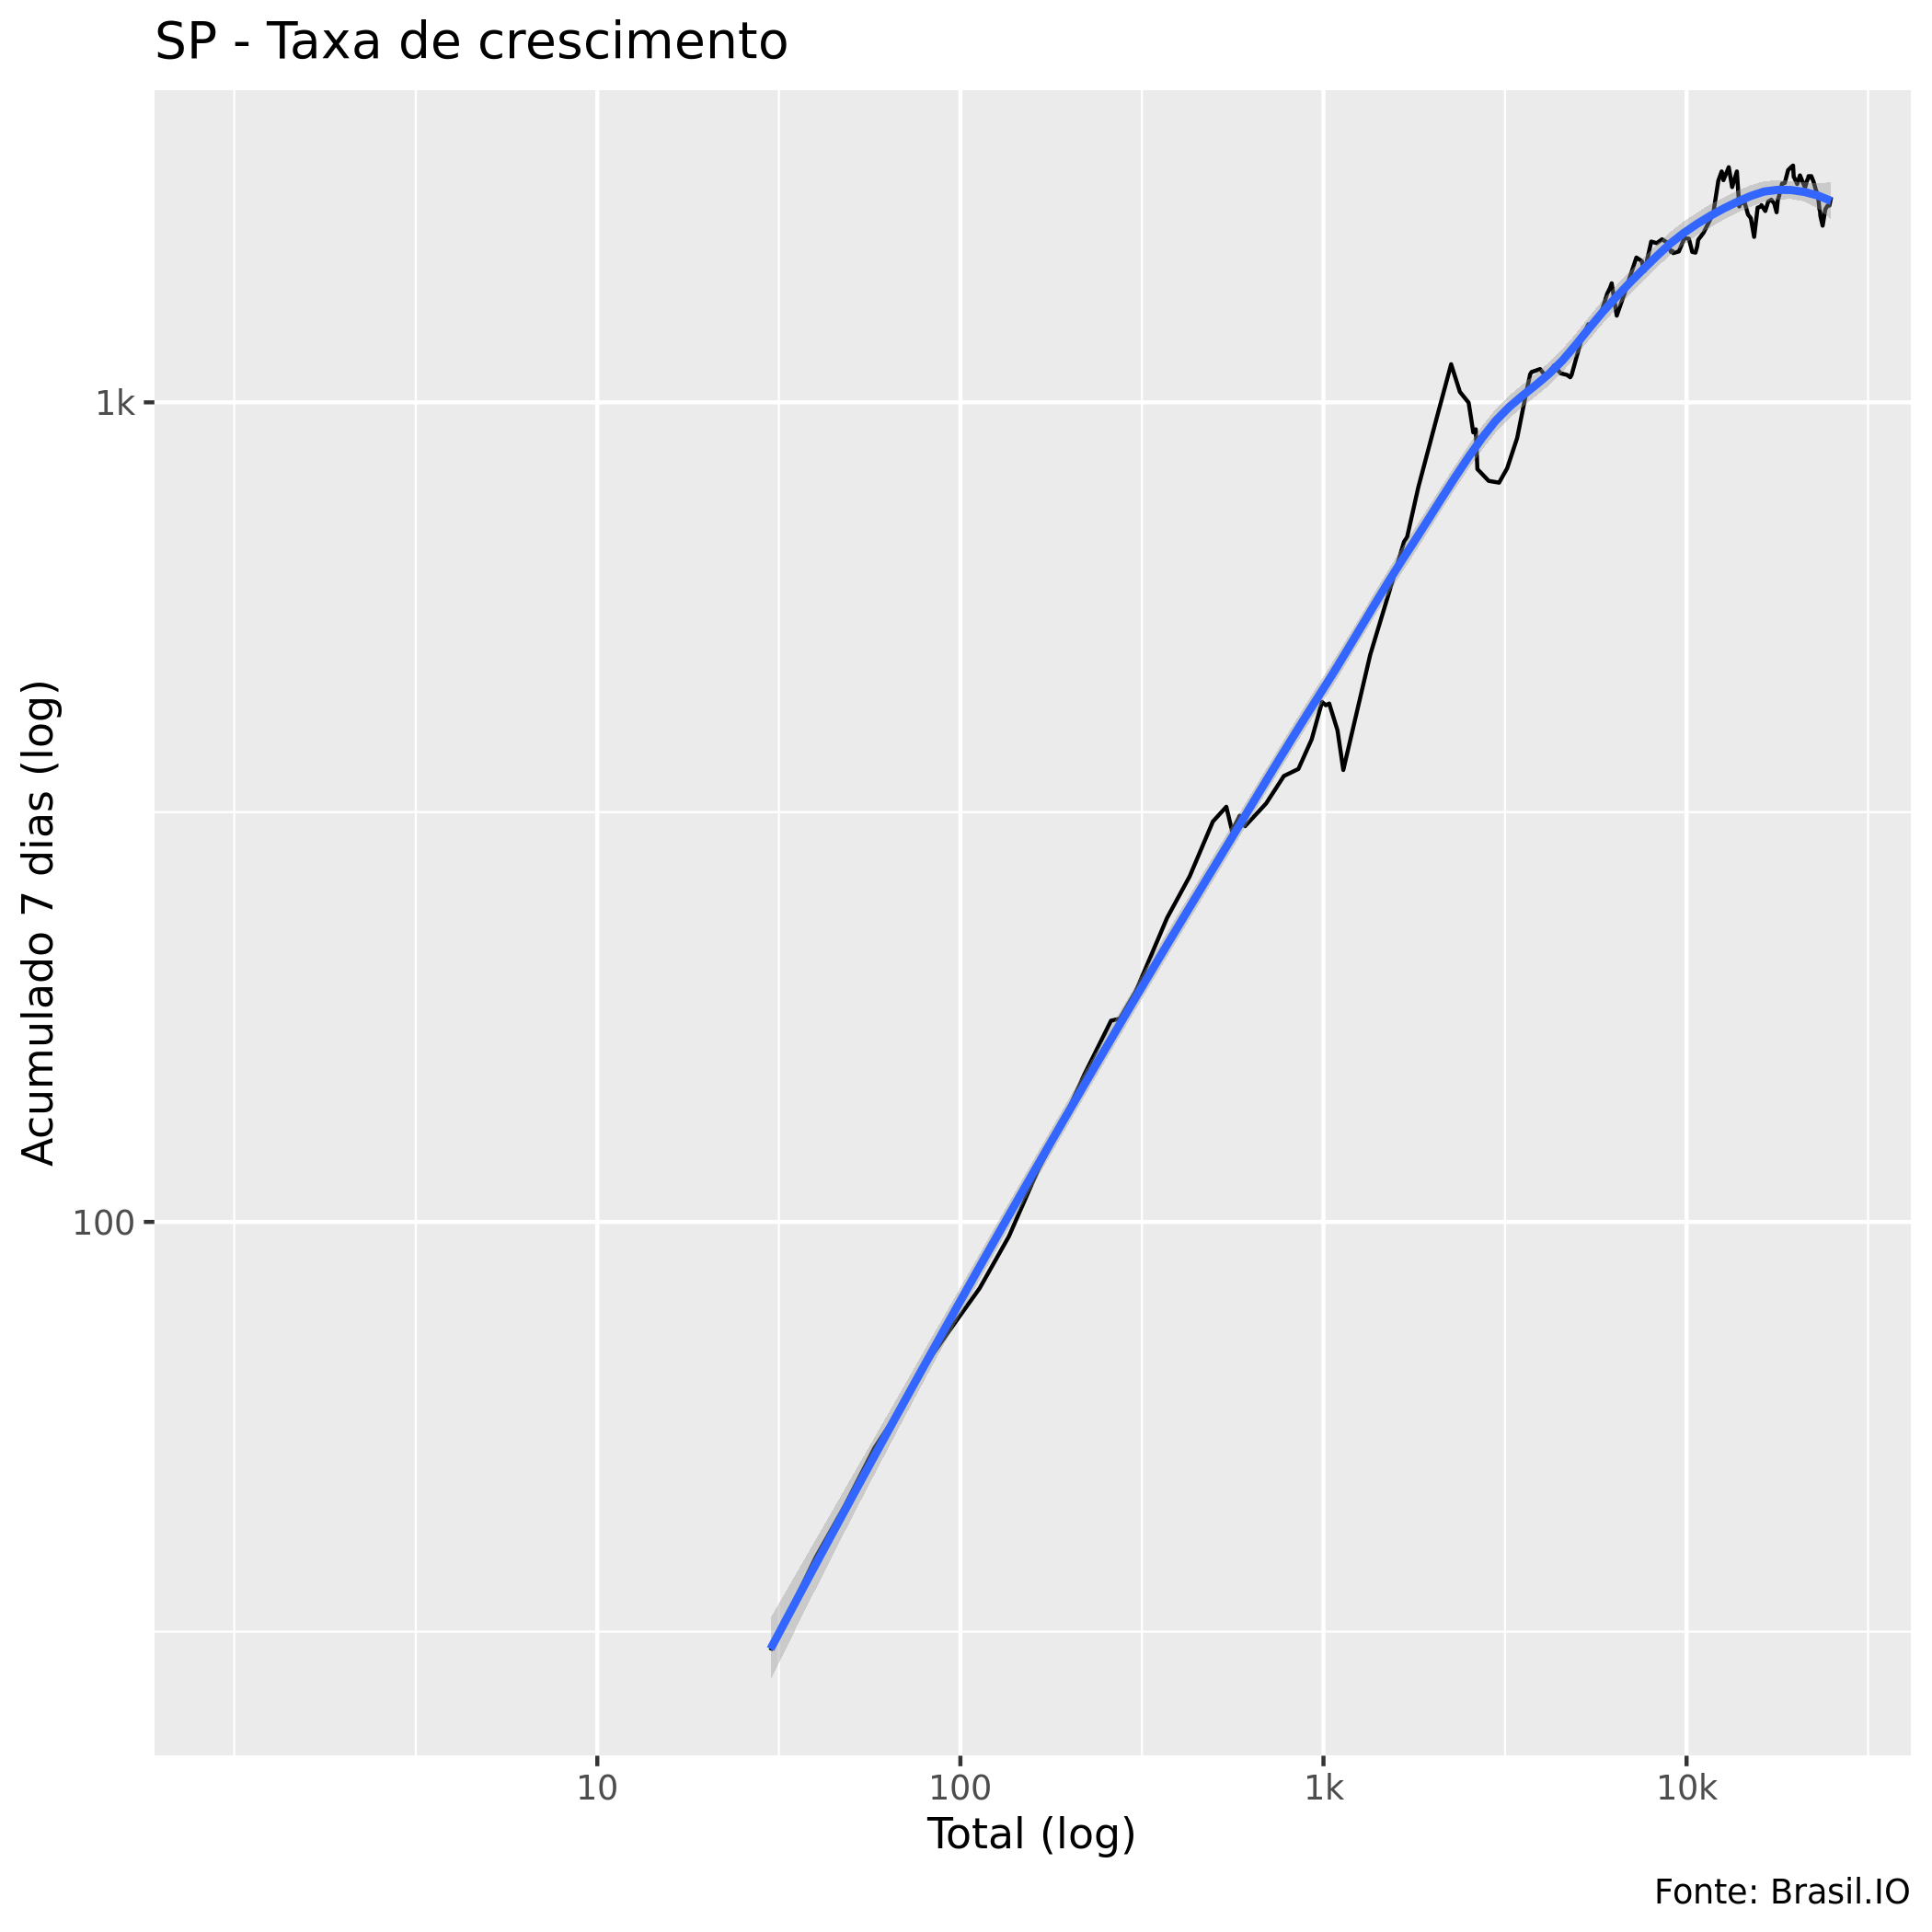 SP - Taxa de crescimento
Acumulado 7 dias (log)
1k
100
10
100
1k
10k
Total (log)
Fonte: Brasil.IO